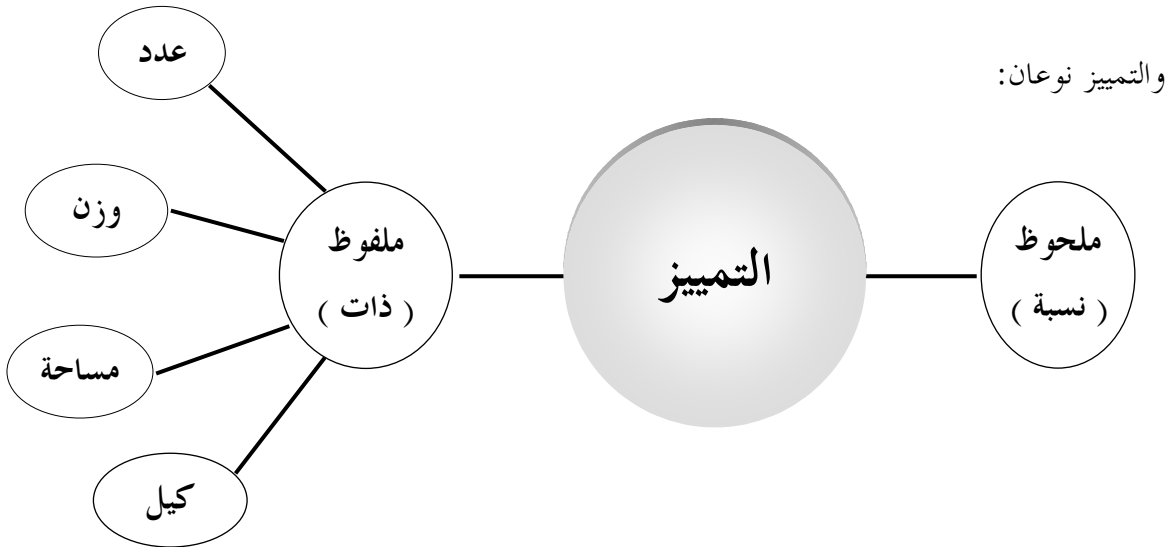 والتمييز نوعان:
التمييز
ملحوظ
( نسبة )
ملفوظ
( ذات )
عدد
وزن
مساحة
كيل